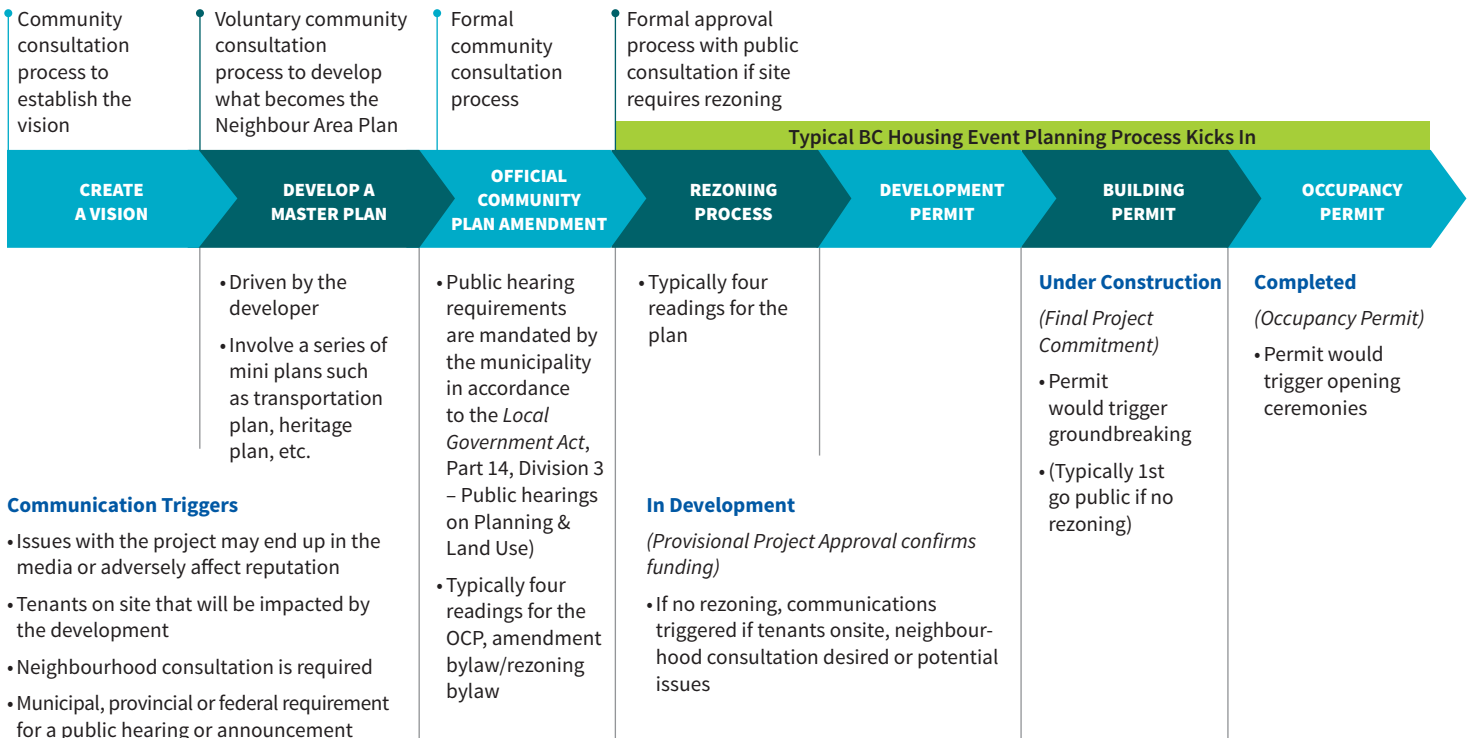 Community
consultation
process to
establish the
vision
Voluntary community
consultation
process to develop
what becomes the
Neighbour Area Plan
Formal
community
consultation
process
Formal approval
process with public
consultation if site
requires rezoning
Typical BC Housing Event Planning Process Kicks In
CREATE
A VISION
DEVELOP A
MASTER PLAN
OFFICIAL
COMMUNITY
PLAN AMENDMENT
REZONING
PROCESS
DEVELOPMENT
PERMIT
BUILDING
PERMIT
OCCUPANCY
PERMIT
• Driven by the
developer
• Involve a series of
mini plans such
as transportation
plan, heritage
plan, etc.
• Public hearing
requirements
are mandated by
the municipality
in accordance
to the Local
Government Act,
Part 14, Division 3
– Public hearings
on Planning &
Land Use)
• Typically four
readings for the
OCP, amendment
bylaw/rezoning
bylaw
• Typically four
readings for the
plan
Under Construction
(Final Project
Commitment)
• Permit
would trigger
groundbreaking
• (Typically 1st
go public if no
rezoning)
Completed
(Occupancy Permit)
• Permit would
trigger opening
ceremonies
Communication Triggers
• Issues with the project may end up in the
media or adversely affect reputation
• Tenants on site that will be impacted by
the development
• Neighbourhood consultation is required
• Municipal, provincial or federal requirement
for a public hearing or announcement
In Development
(Provisional Project Approval confirms
funding)
• If no rezoning, communications
triggered if tenants onsite, neighbour-
hood consultation desired or potential
issues